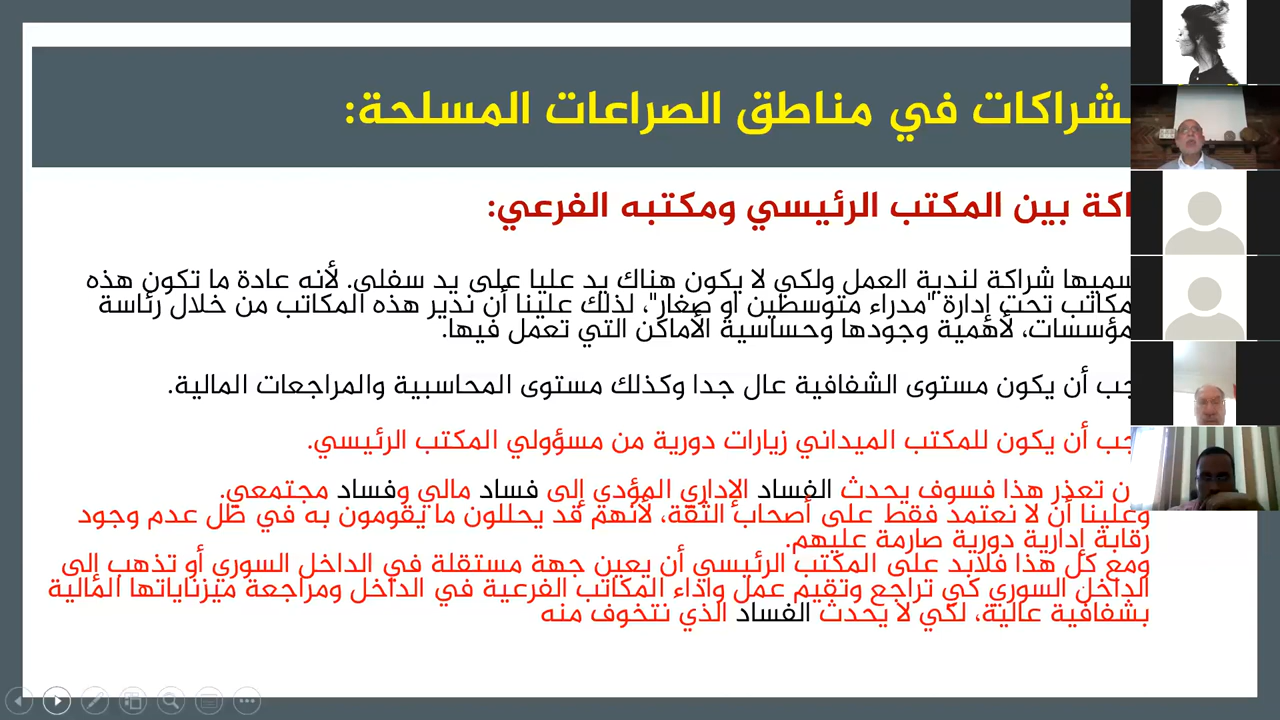 شراكات في مناطق الصراعات المسلحة:
اكة بين المكتب الرئيسي ومكتبه الفرعي:
سميها شراكة لندية العمل ولكي لا يكون هناك يد عليا على يد سفلى. لأنه عادة ما تكون هذه
مكاتب تحت إدارة "مدراء متوسطين او صغار"، لذلك علينا أن ندير هذه المكاتب من خلال رئاسة
مؤسسات، لأهمية وجودها وحساسية الأماكن التي تعمل فيها.
جب أن يكون مستوى الشفافية عال جدا وكذلك مستوى المحاسبية والمراجعات المالية.
جب أن يكون للمكتب الميداني زيارات دورية من مسؤولي المكتب الرئيسي.
ن تعذر هذا فسوف يحدث الفساد الإداري المؤدي إلى فساد مالي وفساد مجتمعي.
وعلينا أن لا نعتمد فقط على أصحاب الثقة، لأنهم قد يحللون ما يقومون به في ظل عدم وجود
رقابة إدارية دورية صارمة عليهم.
ومع كل هذا فلابد على المكتب الرئيسي أن يعين جهة مستقلة في الداخل السوري أو تذهب إلى
الداخل السوري كي تراجع وتقيم عمل واداء المكاتب الفرعية في الداخل ومراجعة ميزناياتها المالية
بشفافية عالية، لكي لا يحدث الفساد الذي نتخوف منه